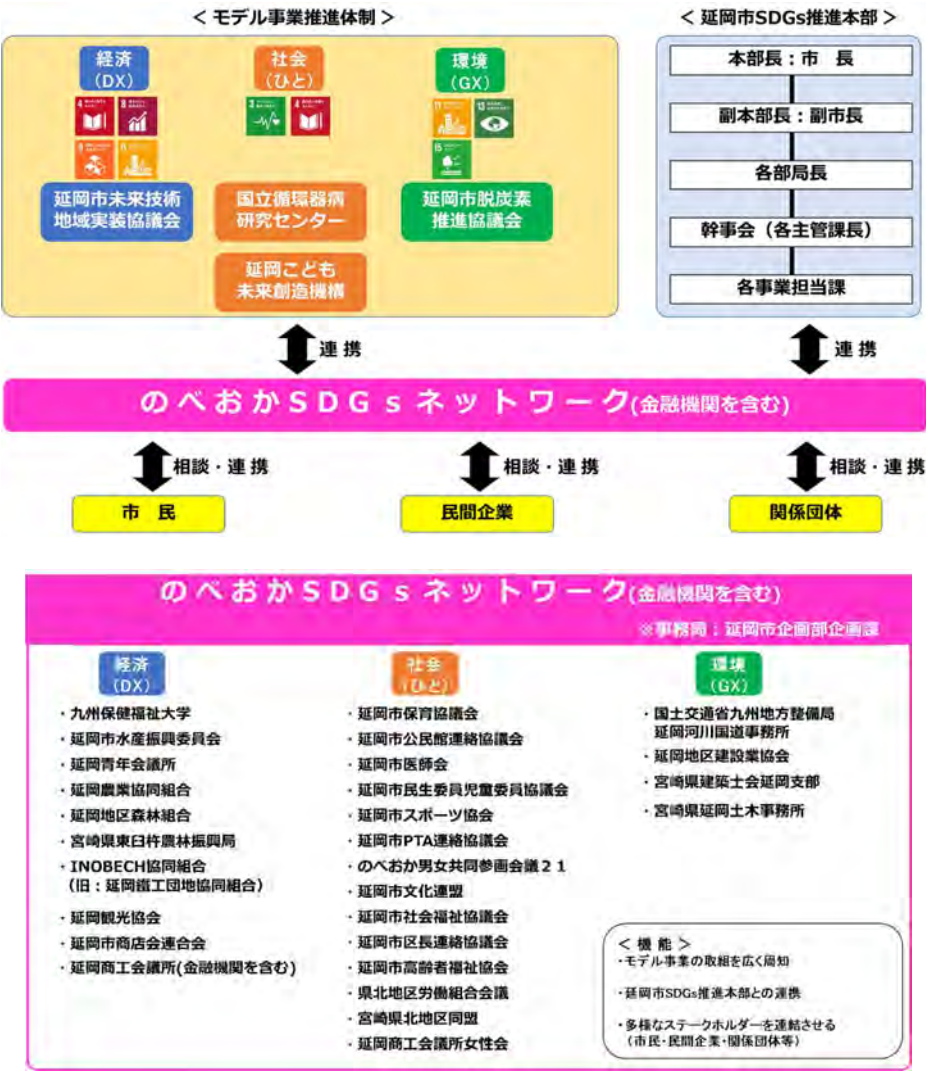 ＜ モデル事業推進体制 ＞
経済
(DX)
社会
(ひと)
環境
(GX)
4
8
9
11
3
4
11
13
15
延岡市未来技術
地域実装協議会
国立循環器病
研究センター
延岡市脱炭素
推進協議会
延岡こども
未来創造機構
＜ 延岡市SDGs推進本部 ＞
本部長：市　長
副本部長：副市長
各部局長
幹事会（各主管課長）
各事業担当課
連 携
連 携
のべおかSDGsネットワーク(金融機関を含む)
相談・連 携
相談・連 携
相談・連 携
市　民
民間企業
関係団体
のべおかSDGsネットワーク(金融機関を含む)
※事務局：延岡市企画部企画課
経済
(DX)
・九州保健福祉大学
・延岡市水産振興委員会
・延岡青年会議所
・延岡農業協同組合
・延岡地区森林組合
・宮崎県東臼杵農林振興局
・INOBECH協同組合
（旧：延岡鐵工団地協同組合）
・延岡観光協会
・延岡市商店会連合会
・延岡商工会議所(金融機関を含む)
社会
(ひと)
・延岡市保育協議会
・延岡市公民館連絡協議会
・延岡市医師会
・延岡市民生委員児童委員協議会
・延岡市スポーツ協会
・延岡市PTA連絡協議会
・のべおか男女共同参画会議２１
・延岡市文化連盟
・延岡市社会福祉協議会
・延岡市区長連絡協議会
・延岡市高齢者福祉協会
・県北地区労働組合会議
・宮崎県北地区同盟
・延岡商工会議所女性会
環境
(GX)
・国土交通省九州地方整備局
延岡河川国道事務所
・延岡地区建設業協会
・宮崎県建築士会延岡支部
・宮崎県延岡土木事務所
＜ 機 能 ＞
・モデル事業の取組を広く周知
・延岡市SDGs推進本部との連携
・多様なステークホルダーを連結させる
（市民・民間企業・関係団体等）